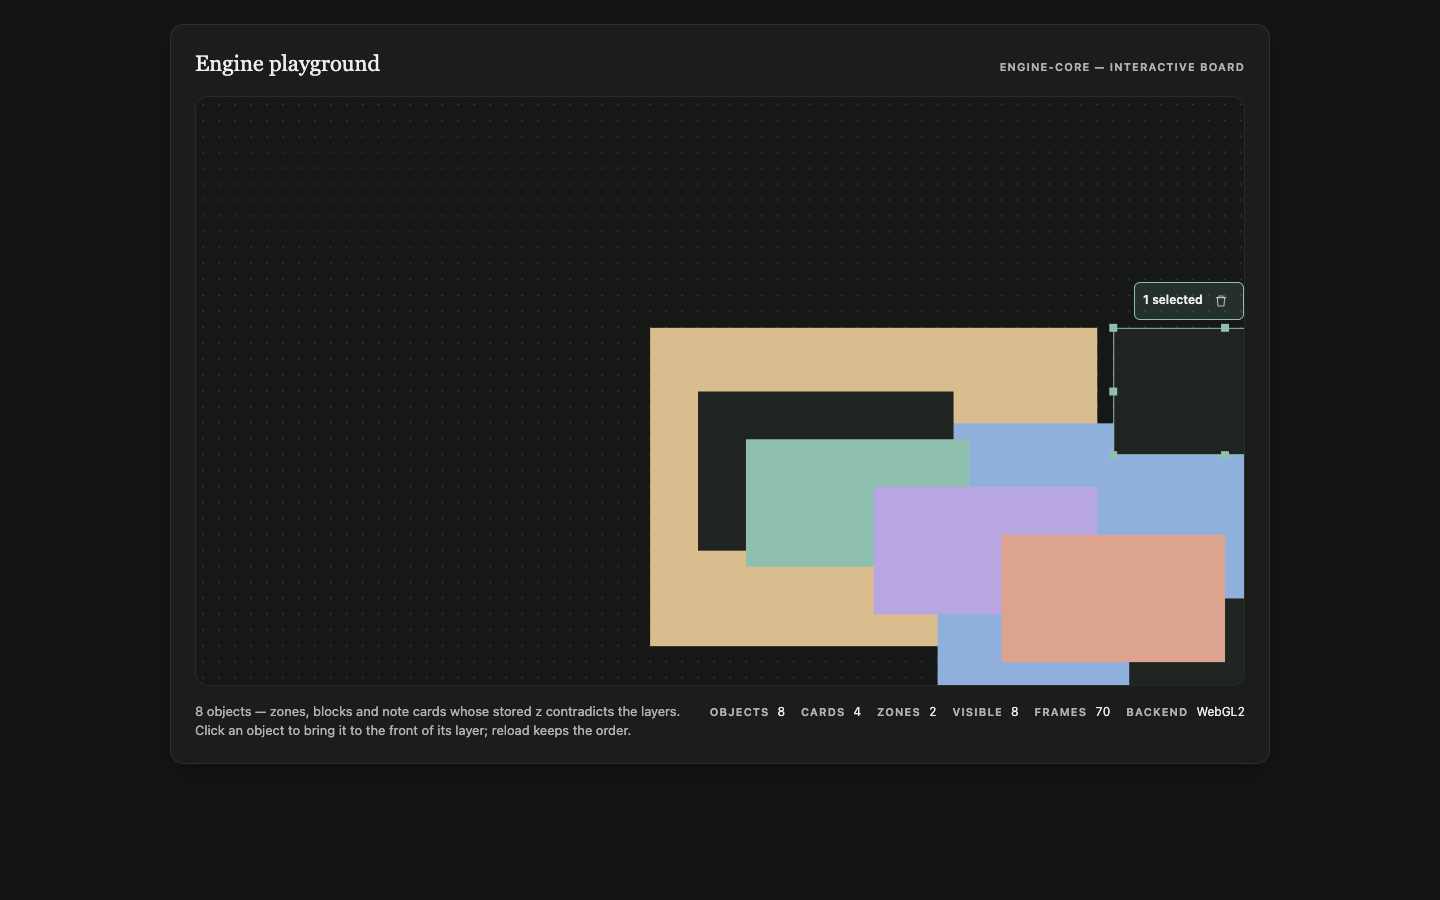 Engine playground
ENGINE-CORE — INTERACTIVE BOARD
1 selected
8 objects — zones, blocks and note cards whose stored z contradicts the layers.
Click an object to bring it to the front of its layer; reload keeps the order.
OBJECTS 8 CARDS 4 ZONES 2 VISIBLE 8 FRAMES 70 BACKEND WebGL2